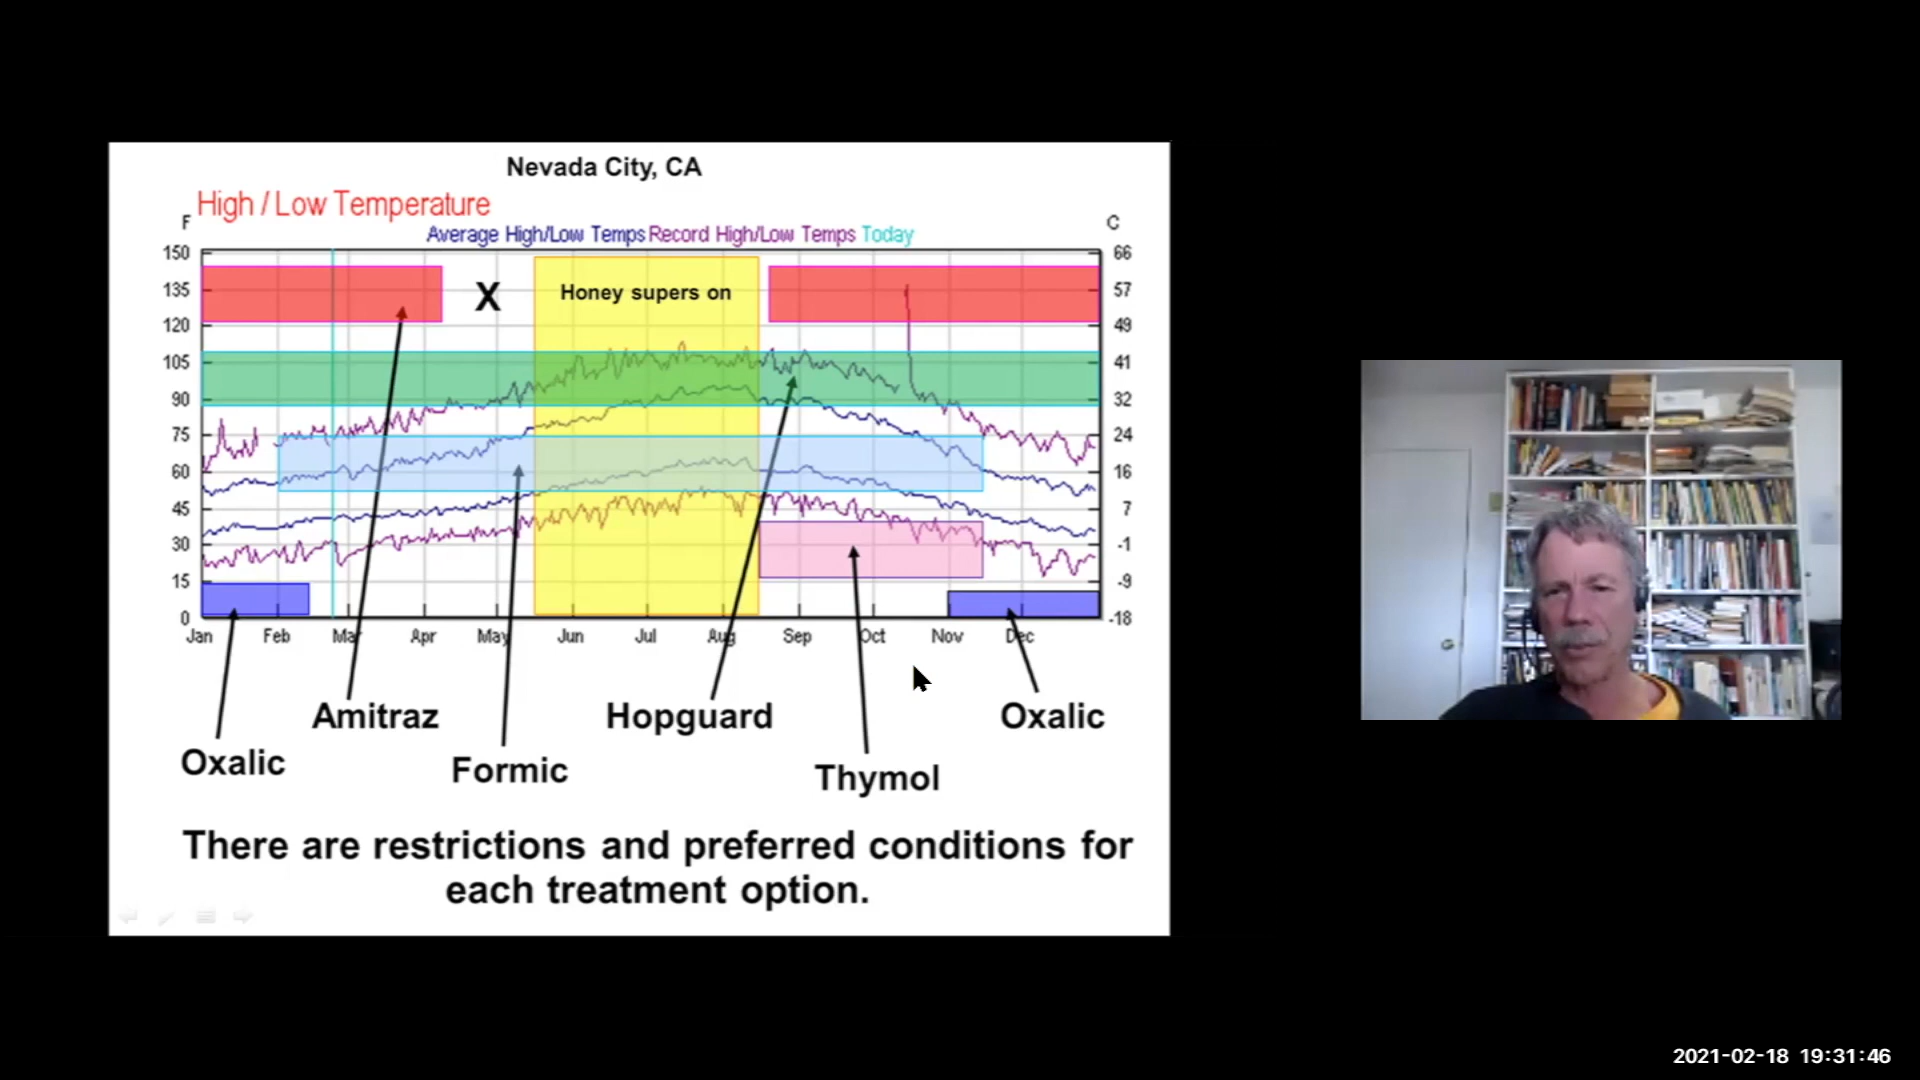 Nevada City, CA
High / Low Temperature
F
C
Average High/Low Temps Record High/Low Temps Today
150
66
135
57
X
Honey supers on
120
49
105
41
90
32
75
24
60
16
45
7
30
-1
15
-9
0
-18
Jan Feb Mar Apr May Jun Jul Aug Sep Oct Nov Dec
Amitraz
Hopguard
Oxalic
Oxalic
Formic
Thymol
There are restrictions and preferred conditions for
each treatment option.
2021-02-18 19:31:46